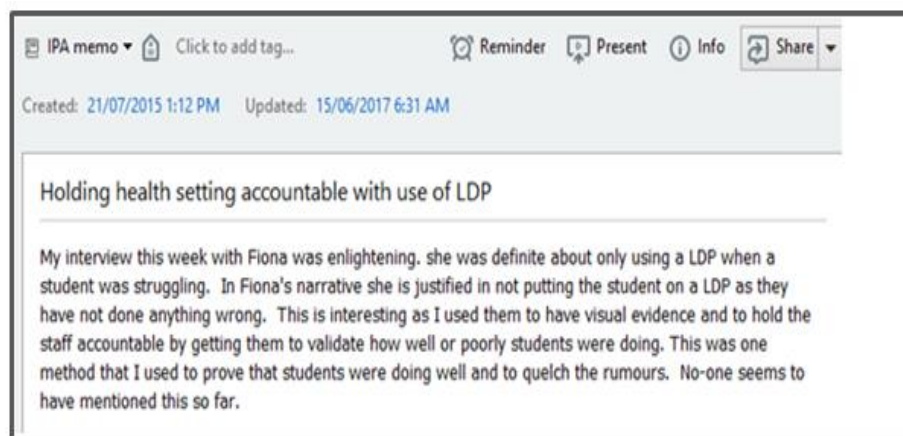 IPA memo Click to add tag... Reminder Present Info Share
Created: 21/07/2015 1:12 PM Updated: 15/06/2017 6:31 AM
Holding health setting accountable with use of LDP
My interview this week with Fiona was enlightening. she was definite about only using a LDP when a
student was struggling. In Fiona's narrative she is justified in not putting the student on a LDP as they
have not done anything wrong. This is interesting as I used them to have visual evidence and to hold the
staff accountable by getting them to validate how well or poorly students were doing. This was one
method that I used to prove that students were doing well and to quelch the rumours. No-one seems to
have mentioned this so far.